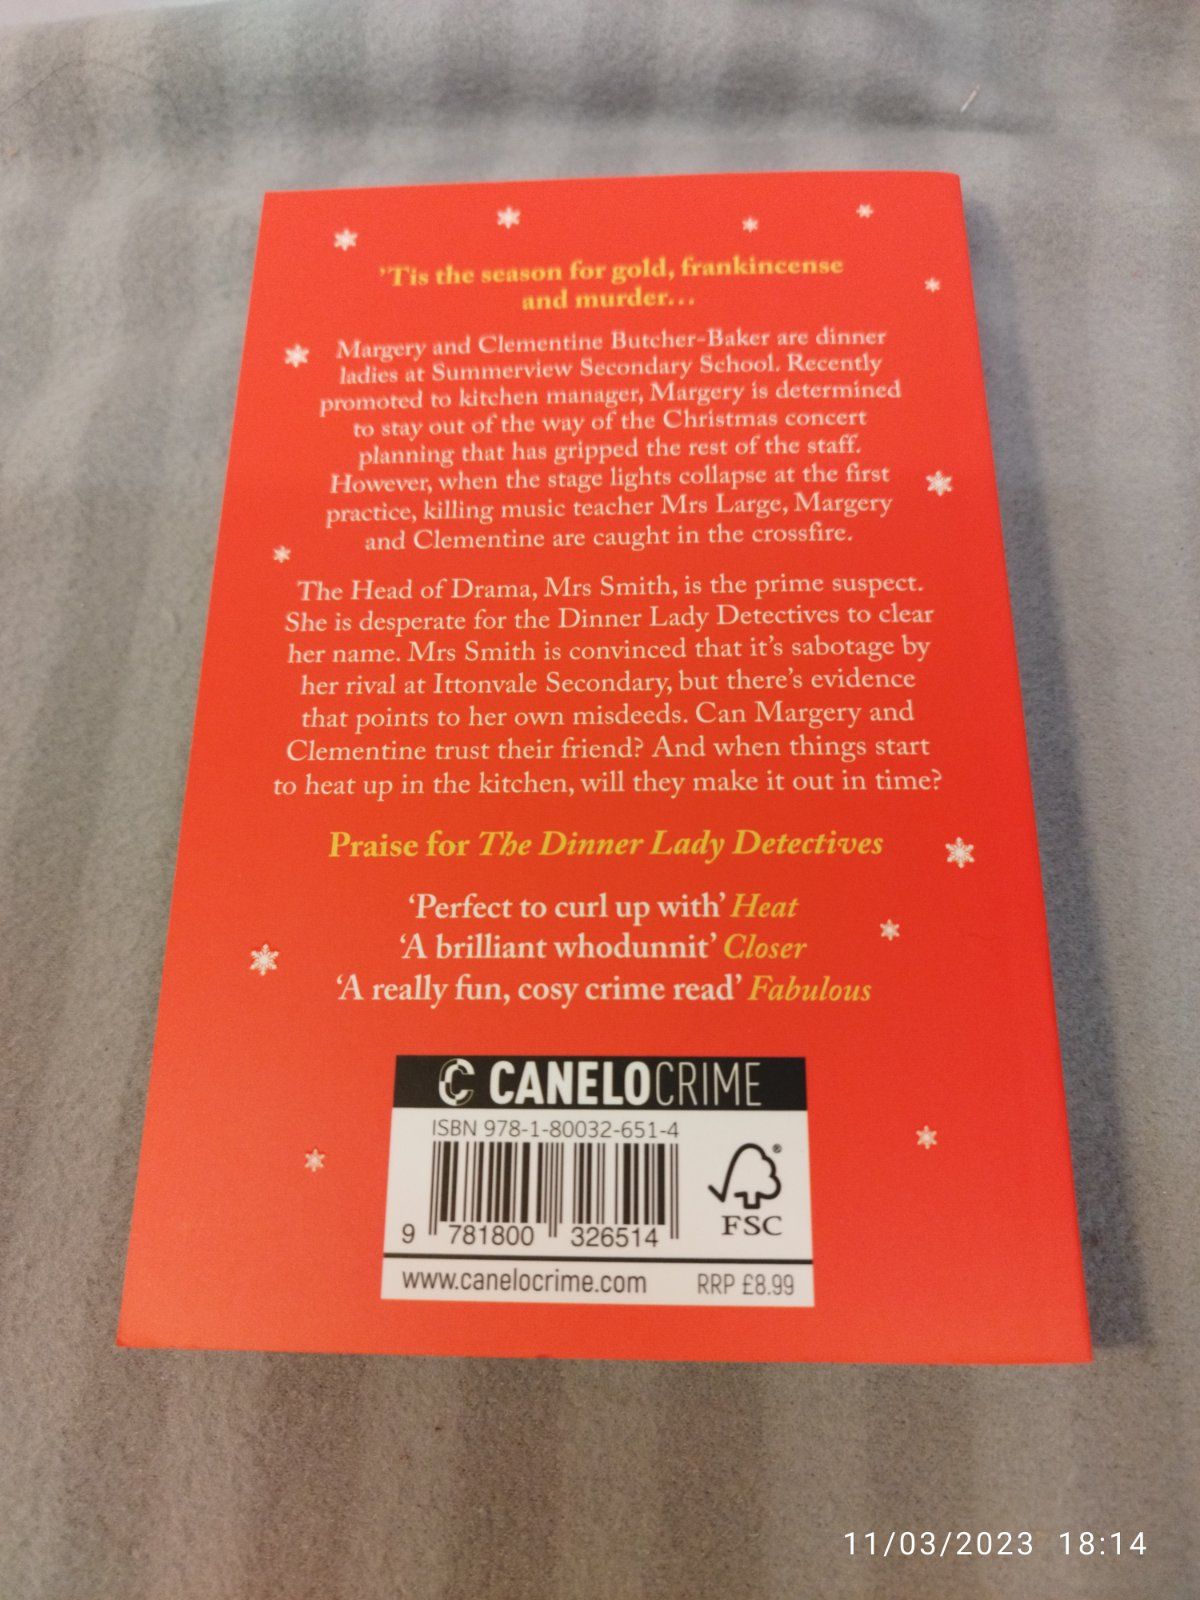 'Tis the season for gold, frankincense
and murder...
Margery and Clementine Butcher-Baker are dinner
ladies at Summerview Secondary School. Recently
promoted to kitchen manager, Margery is determined
to stay out of the way of the Christmas concert
planning that has gripped the rest of the staff.
However, when the stage lights collapse at the first
practice, killing music teacher Mrs Large, Margery
and Clementine are caught in the crossfire.
The Head of Drama, Mrs Smith, is the prime suspect.
She is desperate for the Dinner Lady Detectives to clear
her name. Mrs Smith is convinced that it's sabotage by
her rival at Ittonvale Secondary, but there's evidence
that points to her own misdeeds. Can Margery and
Clementine trust their friend? And when things start
to heat up in the kitchen, will they make it out in time?
Praise for The Dinner Lady Detectives
'Perfect to curl up with' Heat
'A brilliant whodunnit' Closer
'A really fun, cosy crime read' Fabulous
CANELOCRIME
ISBN 978-1-80032-651-4
9 781800 326514
FSC
www.canelocrime.com RRP £8.99
11/03/2023 18:14